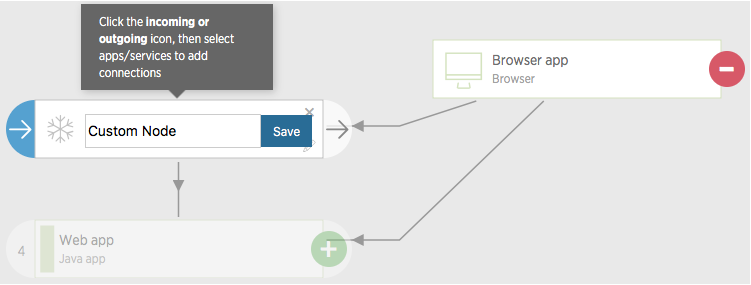 Click the incoming or
outgoing icon, then select
apps/services to add
connections
Browser app
Browser
Custom Node
Save
4
Web app
Java app